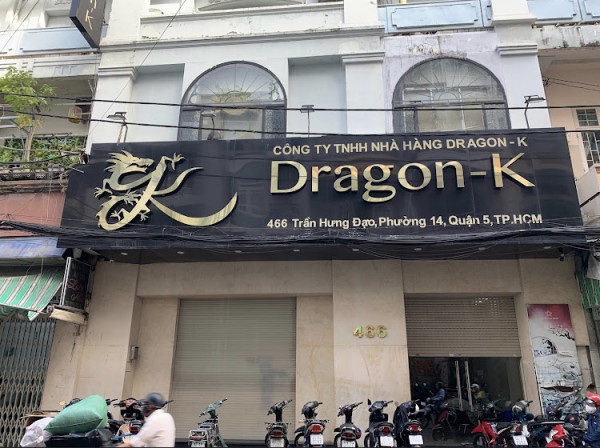 CÔNG TY TNHH NHÀ HÀNG DRAGON - K
Dragon-K
466 Trần Hưng Đạo, Phường 14, Quận 5, TP.HCM
466